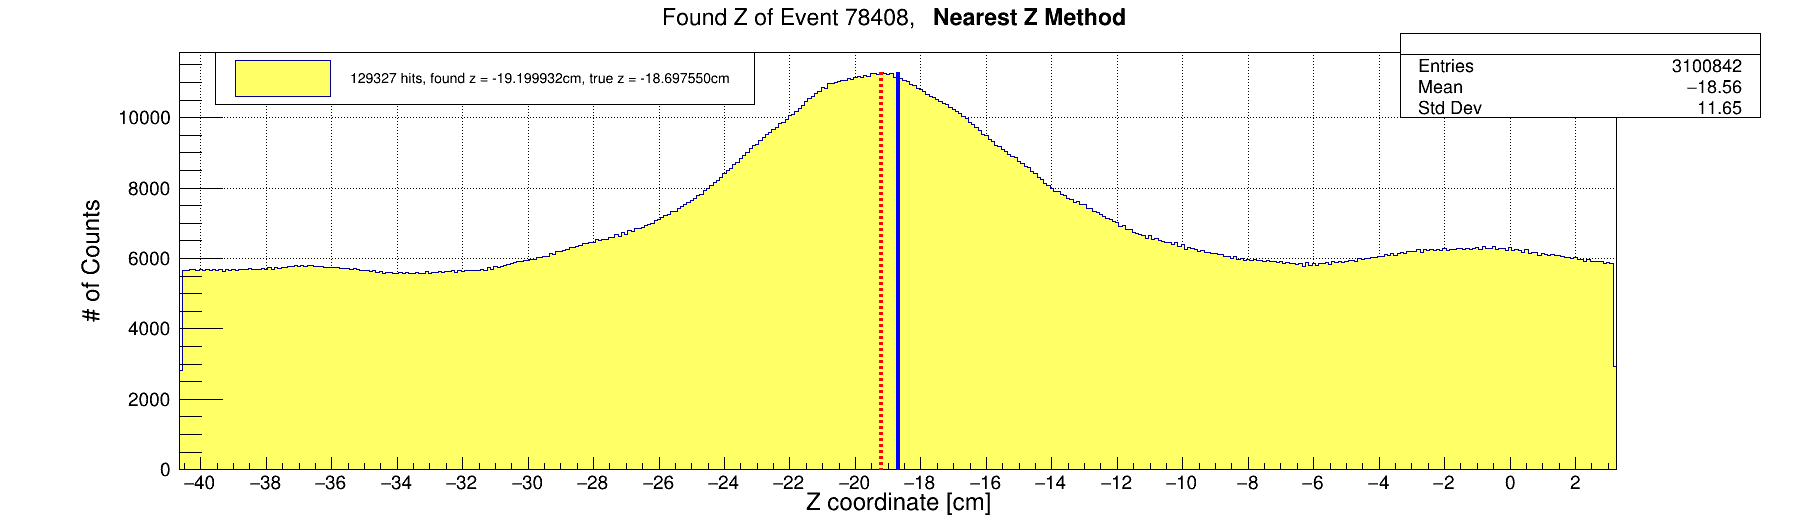 Found Z of Event 78408, Nearest Z Method
129327 hits, found z = -19.199932cm, true z = -18.697550cm
Entries 3100842
Mean −18.56
Std Dev 11.65
10000
8000
6000
4000
2000
0
# of Counts
−40 −38 −36 −34 −32 −30 −28 −26 −24 −22 −20 −18 −16 −14 −12 −10 −8 −6 −4 −2 0 2
Z coordinate [cm]